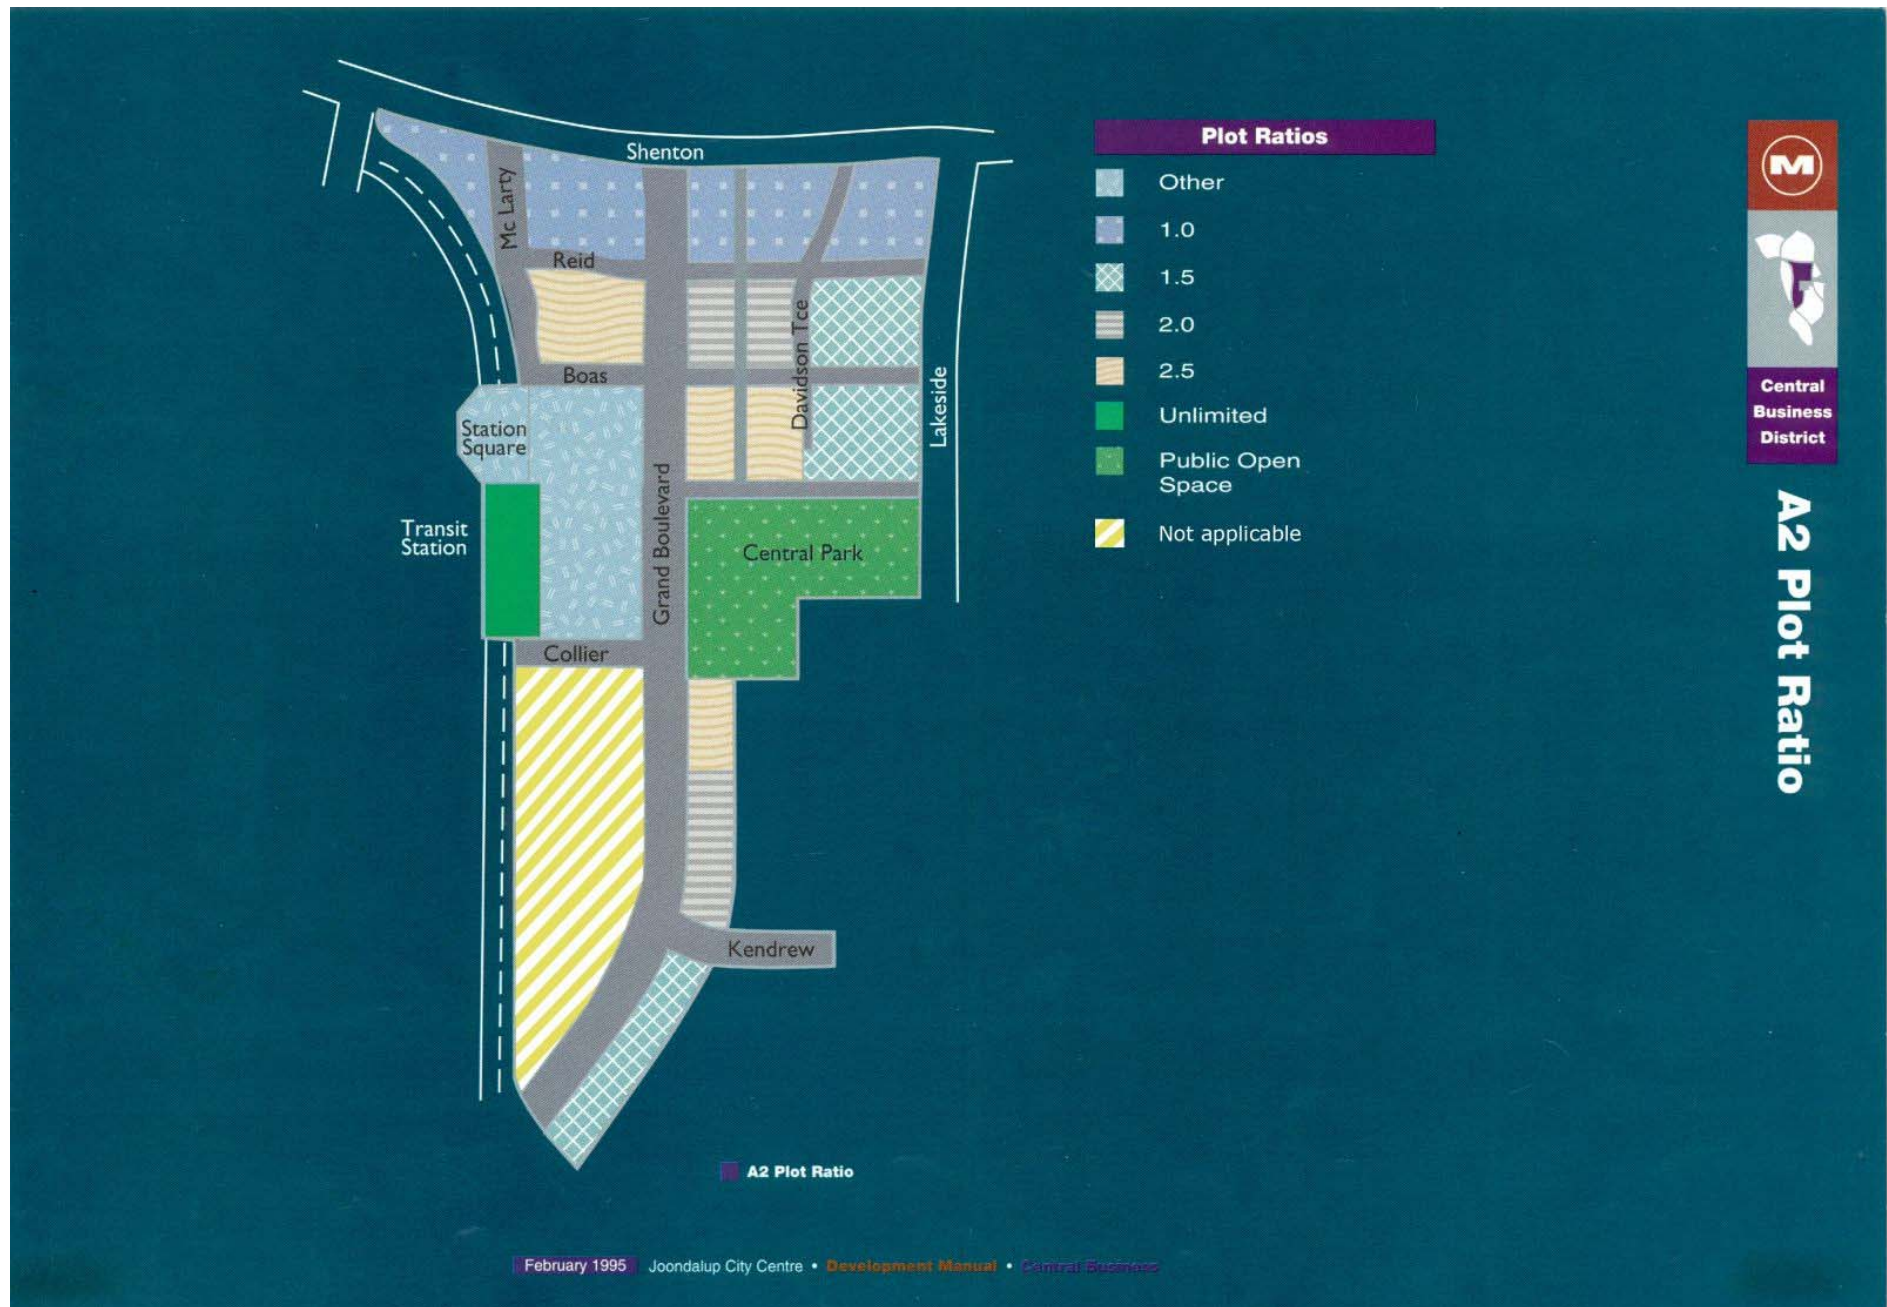 Shenton
Mc Larty
Reid
Boas
Davidson Tce
Lakeside
Station
Square
Transit
Station
Grand Boulevard
Central Park
Collier
Kendrew
A2 Plot Ratio
Plot Ratios
Other
1.0
1.5
2.0
2.5
Unlimited
Public Open
Space
Not applicable
M
Central
Business
District
A2 Plot Ratio
February 1995 Joondalup City Centre • Development Manual • Central Business